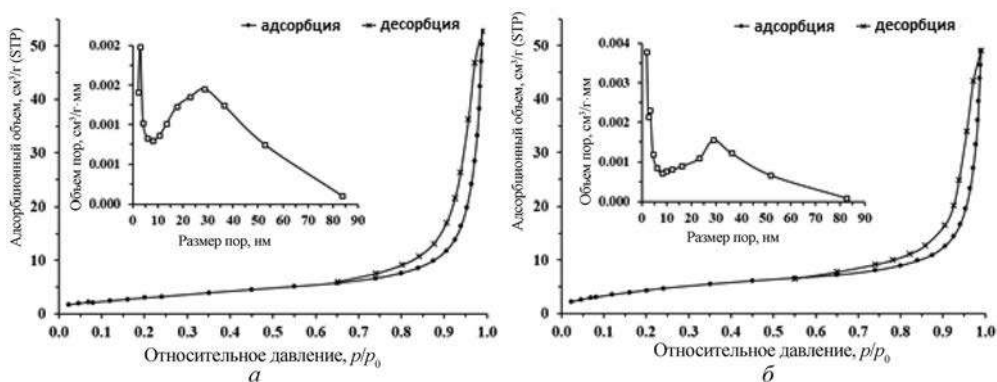 адсорбция десорбция
Адсорбционный объем, см³/г (STP)
50
40
30
20
10
0
0.0 0.1 0.2 0.3 0.4 0.5 0.6 0.7 0.8 0.9 1.0
Относительное давление, p/p₀
а
Объем пор, см³/г·мм
0.002
0.002
0.001
0.001
0.000
0 10 20 30 40 50 60 70 80 90
Размер пор, нм
адсорбция десорбция
Адсорбционный объем, см³/г (STP)
50
40
30
20
10
0
0.0 0.1 0.2 0.3 0.4 0.5 0.6 0.7 0.8 0.9 1.0
Относительное давление, p/p₀
б
Объем пор, см³/г·мм
0.004
0.003
0.002
0.001
0.000
0 10 20 30 40 50 60 70 80 90
Размер пор, нм